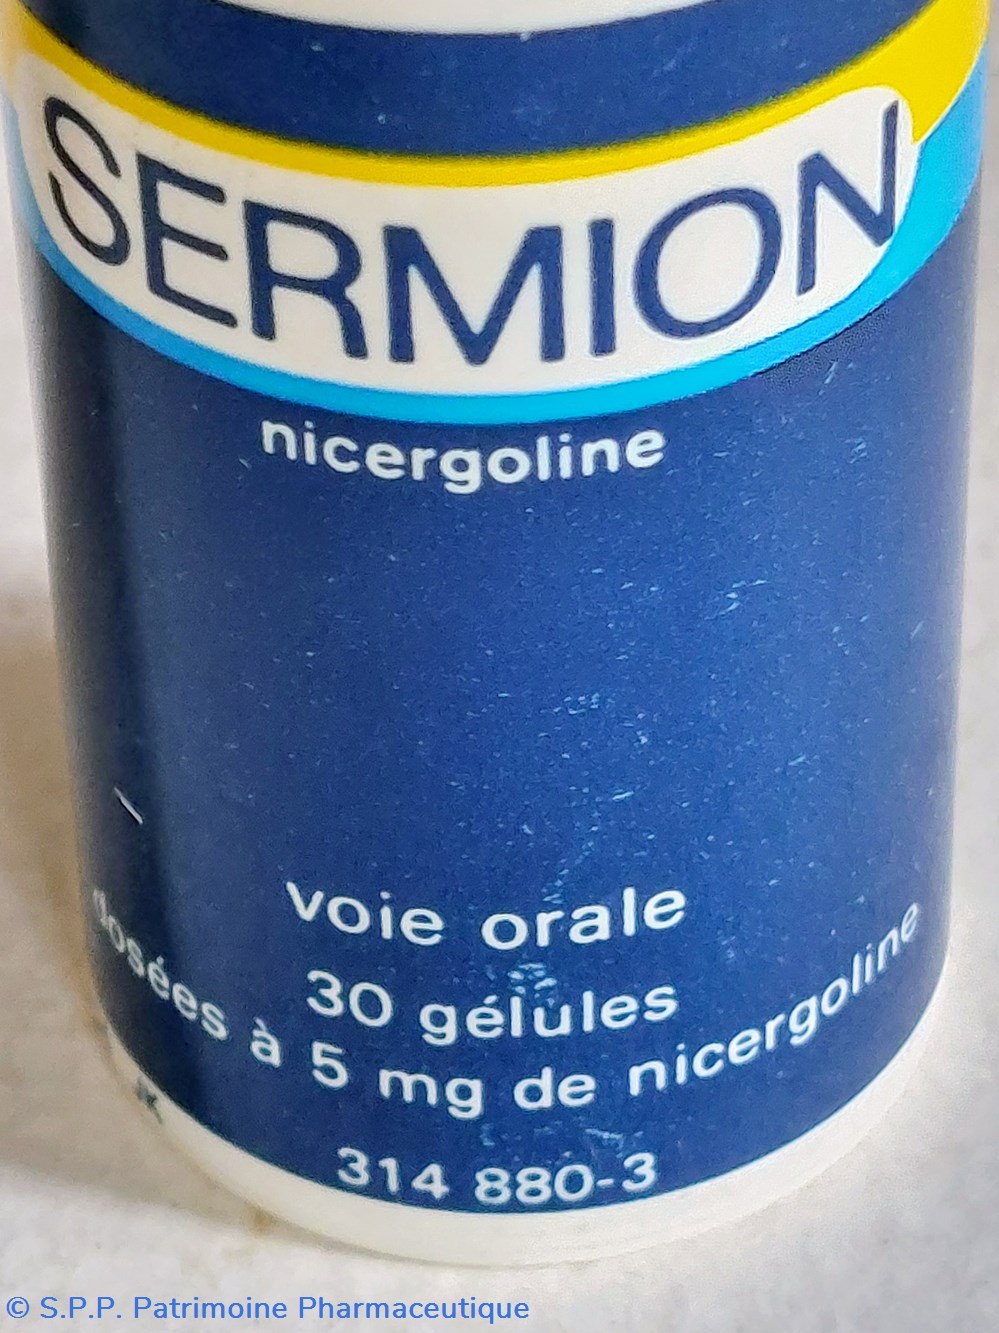 SERMION
nicergoline
voie orale
30 gélules
dosées à 5 mg de nicergoline
314 880-3
© S.P.P. Patrimoine Pharmaceutique